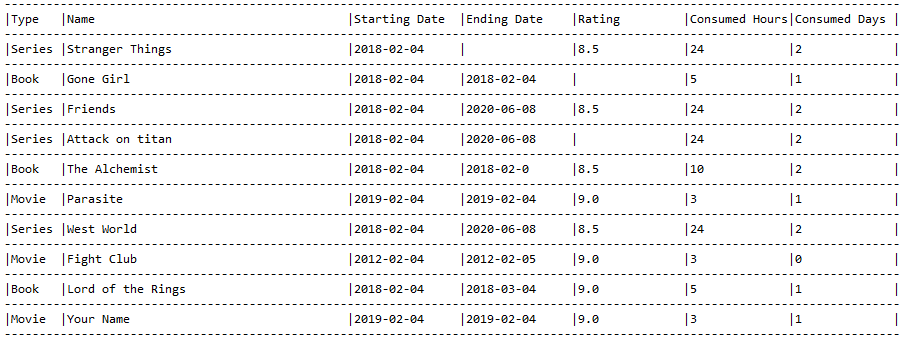 |Type |Name |Starting Date |Ending Date |Rating |Consumed Hours|Consumed Days |
|Series |Stranger Things |2018-02-04 | |8.5 |24 |2 |
|Book |Gone Girl |2018-02-04 |2018-02-04 | |5 |1 |
|Series |Friends |2018-02-04 |2020-06-08 |8.5 |24 |2 |
|Series |Attack on titan |2018-02-04 |2020-06-08 | |24 |2 |
|Book |The Alchemist |2018-02-04 |2018-02-0 |8.5 |10 |2 |
|Movie |Parasite |2019-02-04 |2019-02-04 |9.0 |3 |1 |
|Series |West World |2018-02-04 |2020-06-08 |8.5 |24 |2 |
|Movie |Fight Club |2012-02-04 |2012-02-05 |9.0 |3 |0 |
|Book |Lord of the Rings |2018-02-04 |2018-03-04 |9.0 |5 |1 |
|Movie |Your Name |2019-02-04 |2019-02-04 |9.0 |3 |1 |